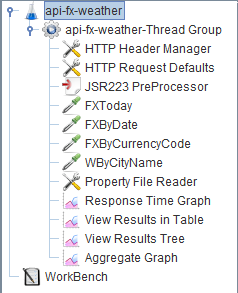 api-fx-weather
api-fx-weather-Thread Group
HTTP Header Manager
HTTP Request Defaults
JSR223 PreProcessor
FXToday
FXByDate
FXByCurrencyCode
WByCityName
Property File Reader
Response Time Graph
View Results in Table
View Results Tree
Aggregate Graph
WorkBench